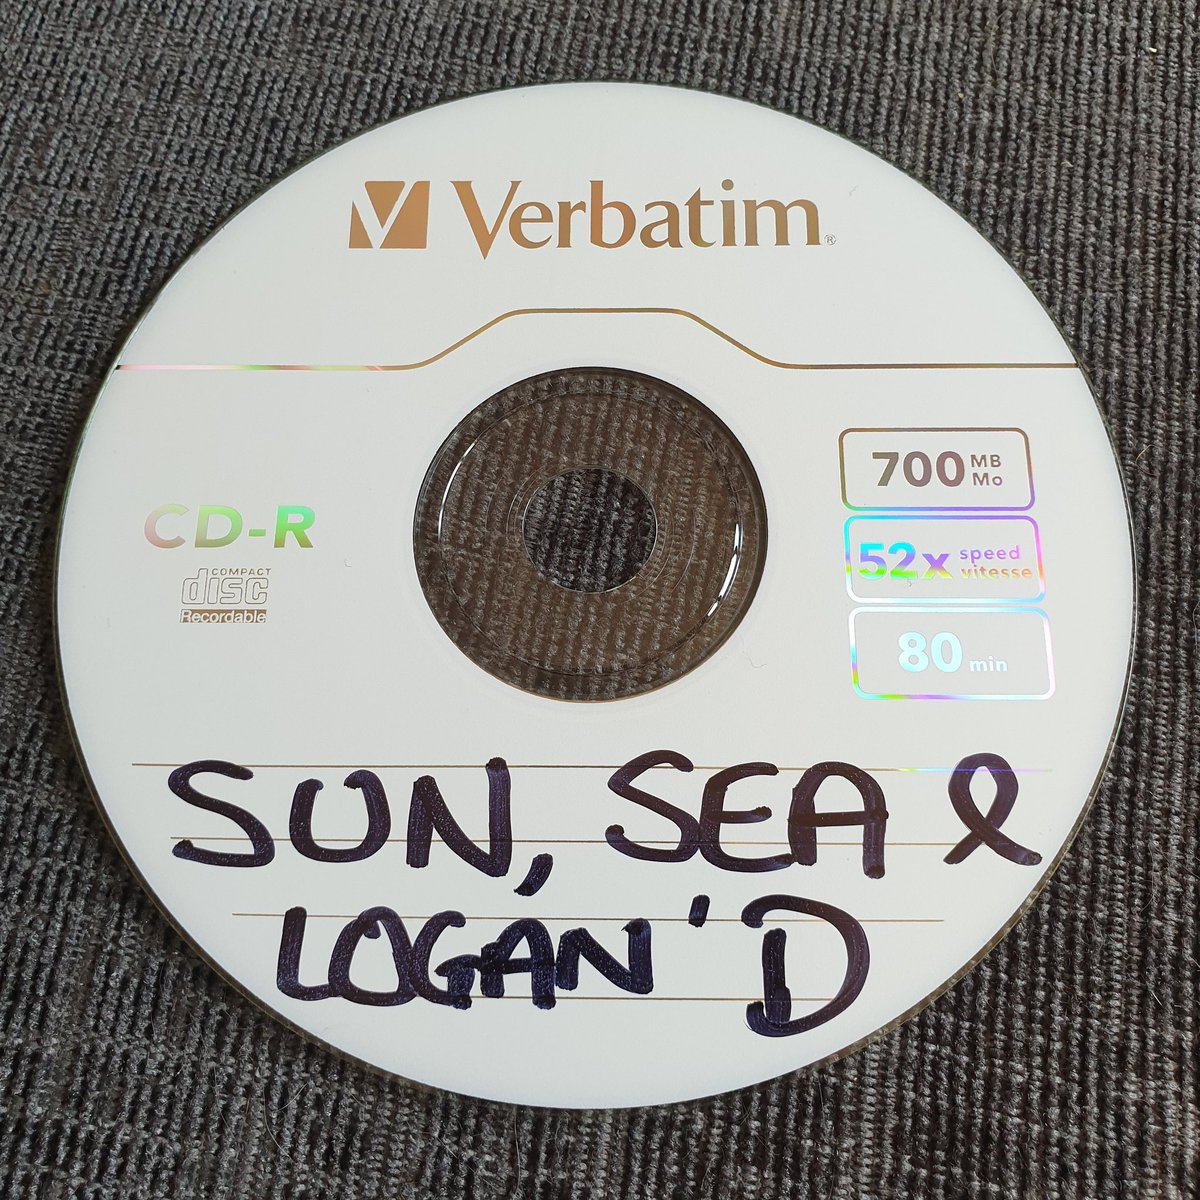 Verbatim®
700 MB Mo
CD-R
52x speed vitesse
COMPACT
disc
Recordable
80 min
SUN, SEA &
LOGAN'D